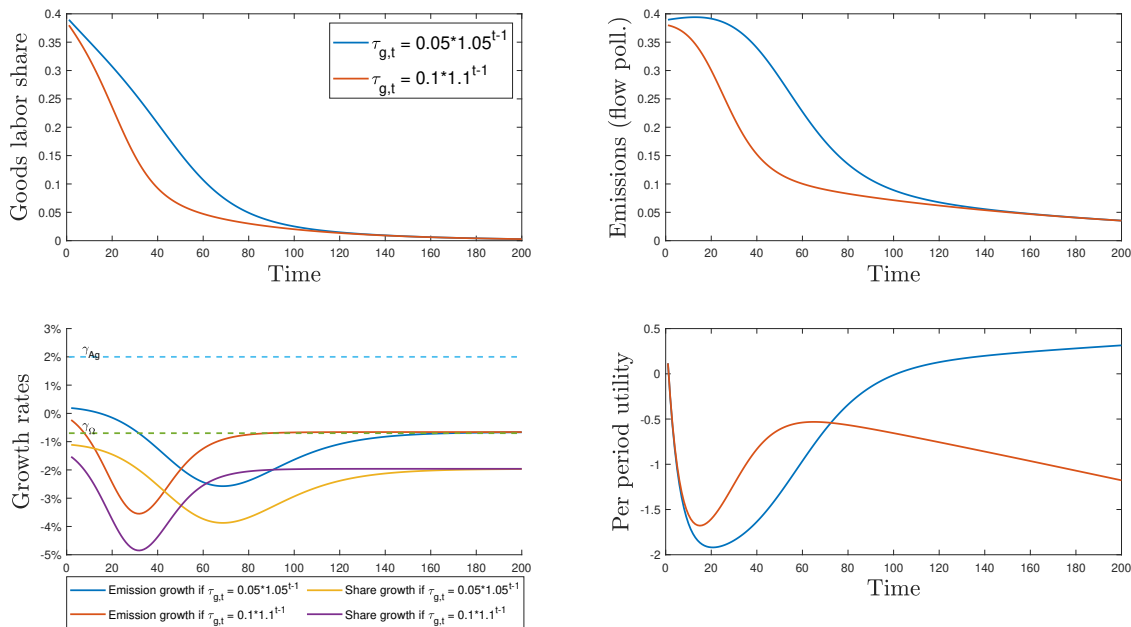 Goods labor share
0.4
0.35
0.3
0.25
0.2
0.15
0.1
0.05
0
0 20 40 60 80 100 120 140 160 180 200
Time
τg,t = 0.05*1.05^t-1
τg,t = 0.1*1.1^t-1
Emissions (flow poll.)
0.4
0.35
0.3
0.25
0.2
0.15
0.1
0.05
0
0 20 40 60 80 100 120 140 160 180 200
Time
Growth rates
3%
2%
1%
0%
-1%
-2%
-3%
-4%
-5%
γAg
γΩ
0 20 40 60 80 100 120 140 160 180 200
Emission growth if τg,t = 0.05*1.05^t-1
Share growth if τg,t = 0.05*1.05^t-1
Emission growth if τg,t = 0.1*1.1^t-1
Share growth if τg,t = 0.1*1.1^t-1
Per period utility
0.5
0
-0.5
-1
-1.5
-2
0 20 40 60 80 100 120 140 160 180 200
Time